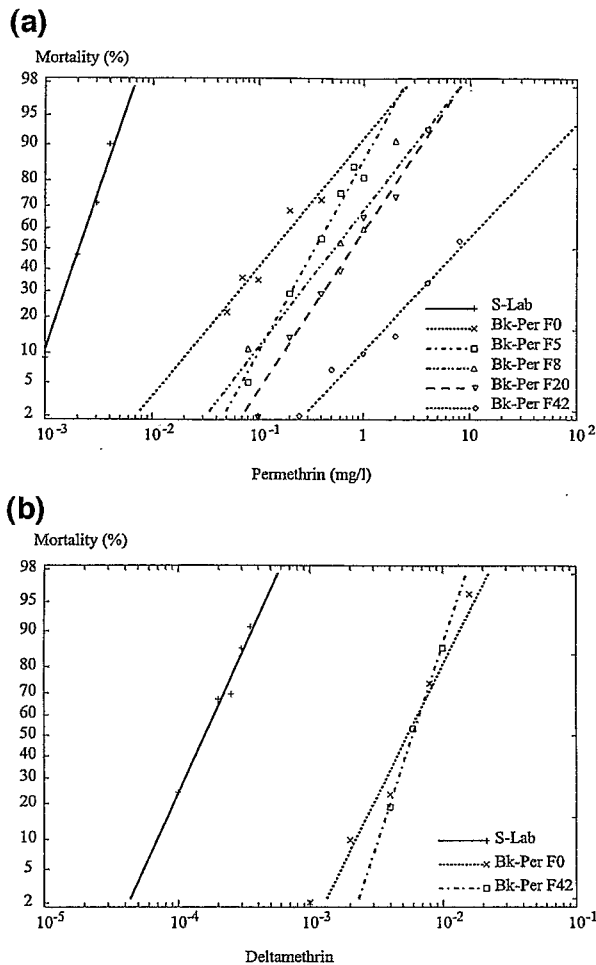 (a)
Mortality (%)
98
95
90
80
70
60
50
40
30
20
10
5
2
S-Lab
Bk-Per F0
Bk-Per F5
Bk-Per F8
Bk-Per F20
Bk-Per F42
10-3 10-2 10-1 1 10 102
Permethrin (mg/l)
(b)
Mortality (%)
98
95
90
80
70
60
50
40
30
20
10
5
2
S-Lab
Bk-Per F0
Bk-Per F42
10-5 10-4 10-3 10-2 10-1
Deltamethrin